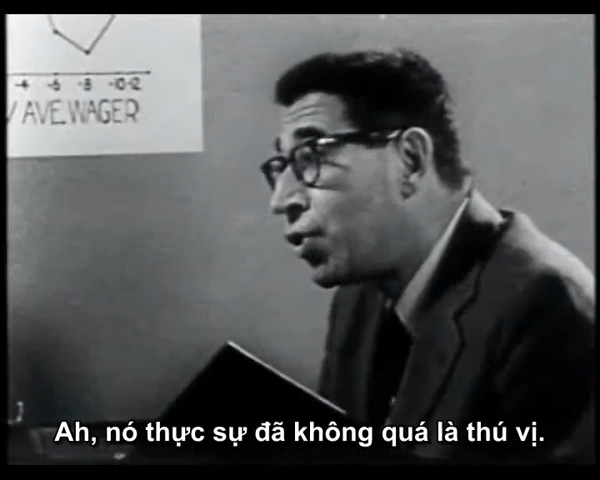 -4 -6 -8 -10-12
V AVE.WAGER
Ah, nó thực sự đã không quá là thú vị.